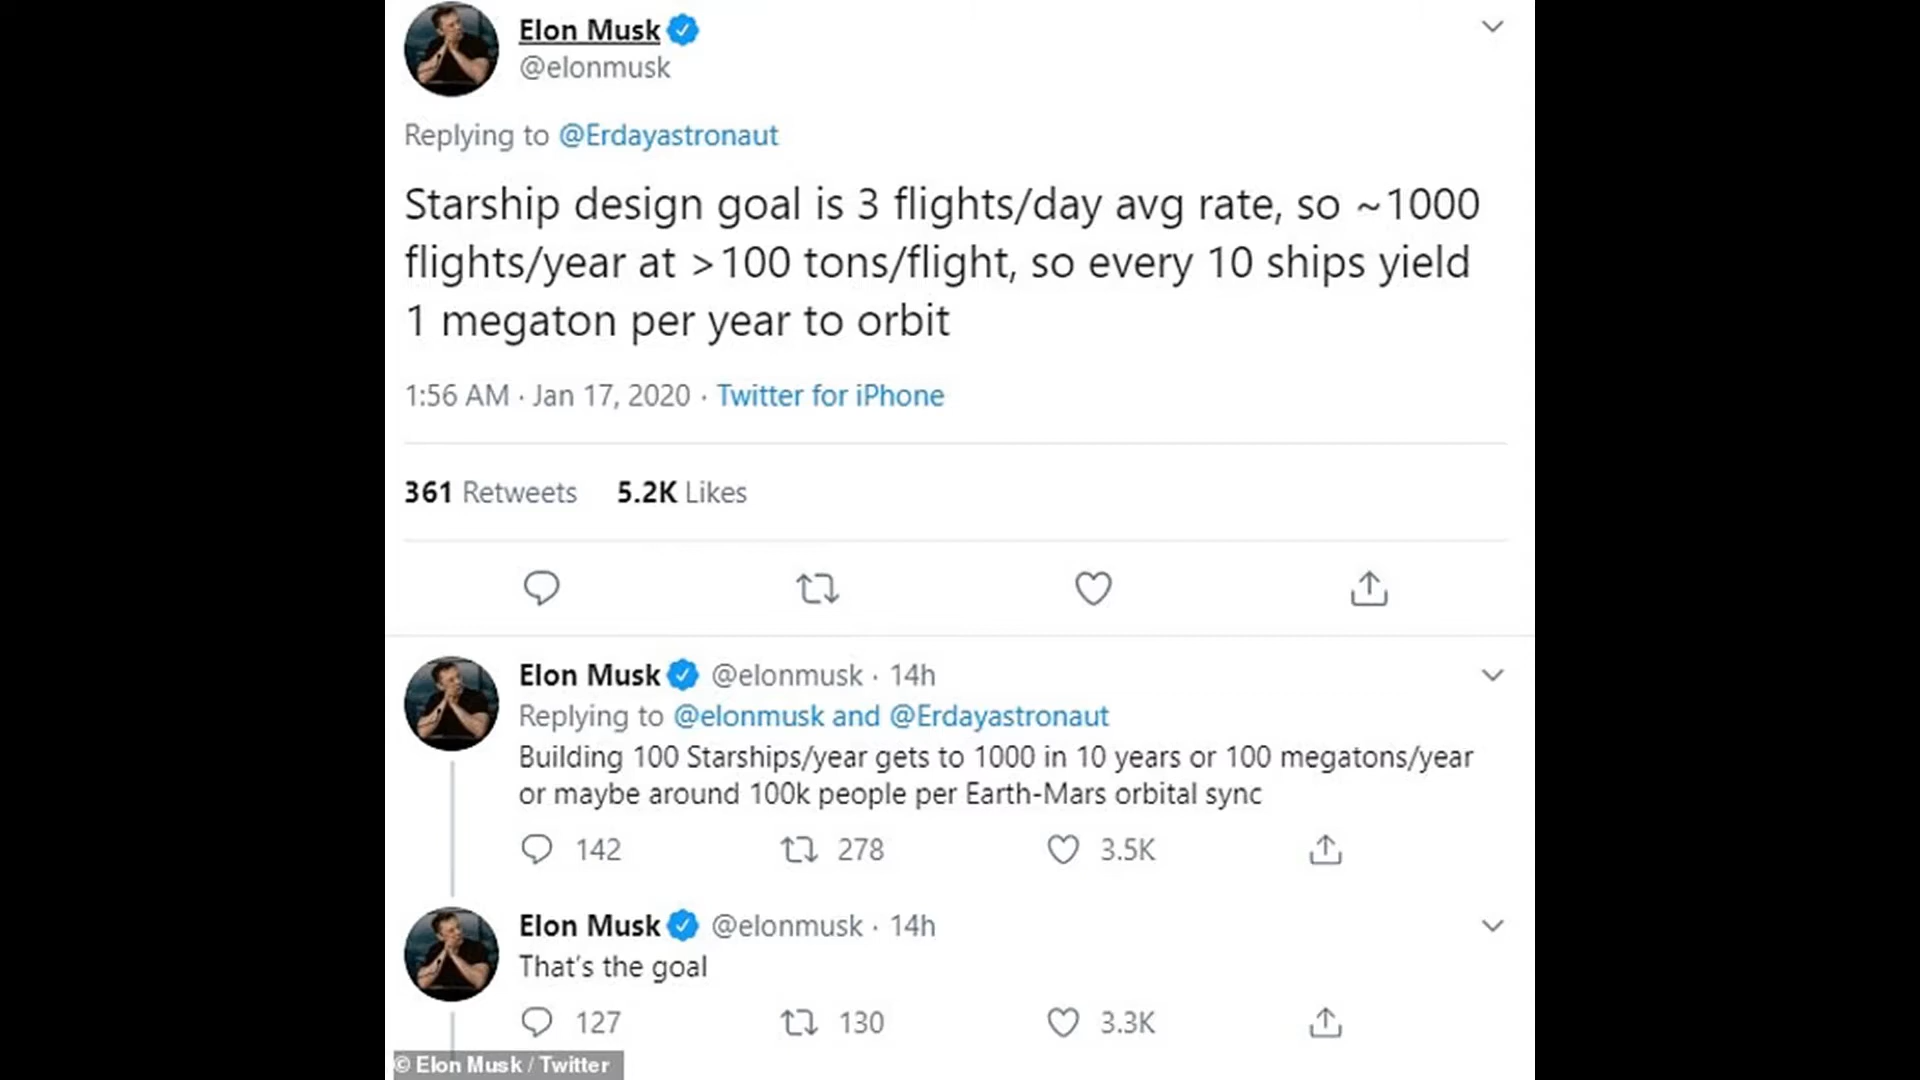 Elon Musk
@elonmusk
Replying to @Erdayastronaut
Starship design goal is 3 flights/day avg rate, so ~1000
flights/year at >100 tons/flight, so every 10 ships yield
1 megaton per year to orbit
1:56 AM · Jan 17, 2020 · Twitter for iPhone
361 Retweets 5.2K Likes
Elon Musk @elonmusk · 14h
Replying to @elonmusk and @Erdayastronaut
Building 100 Starships/year gets to 1000 in 10 years or 100 megatons/year
or maybe around 100k people per Earth-Mars orbital sync
142 278 3.5K
Elon Musk @elonmusk · 14h
That's the goal
127 130 3.3K
© Elon Musk / Twitter